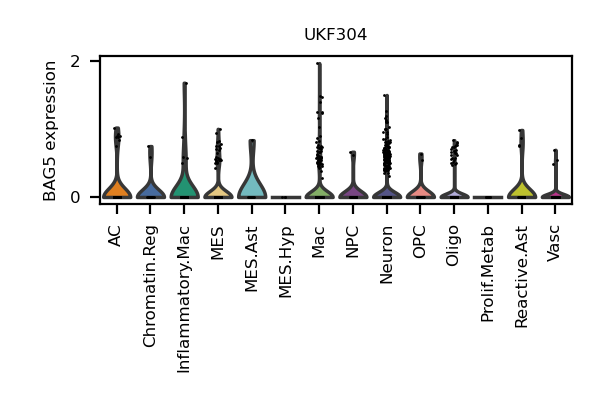 UKF304
BAG5 expression
2
0
AC
Chromatin.Reg
Inflammatory.Mac
MES
MES.Ast
MES.Hyp
Mac
NPC
Neuron
OPC
Oligo
Prolif.Metab
Reactive.Ast
Vasc